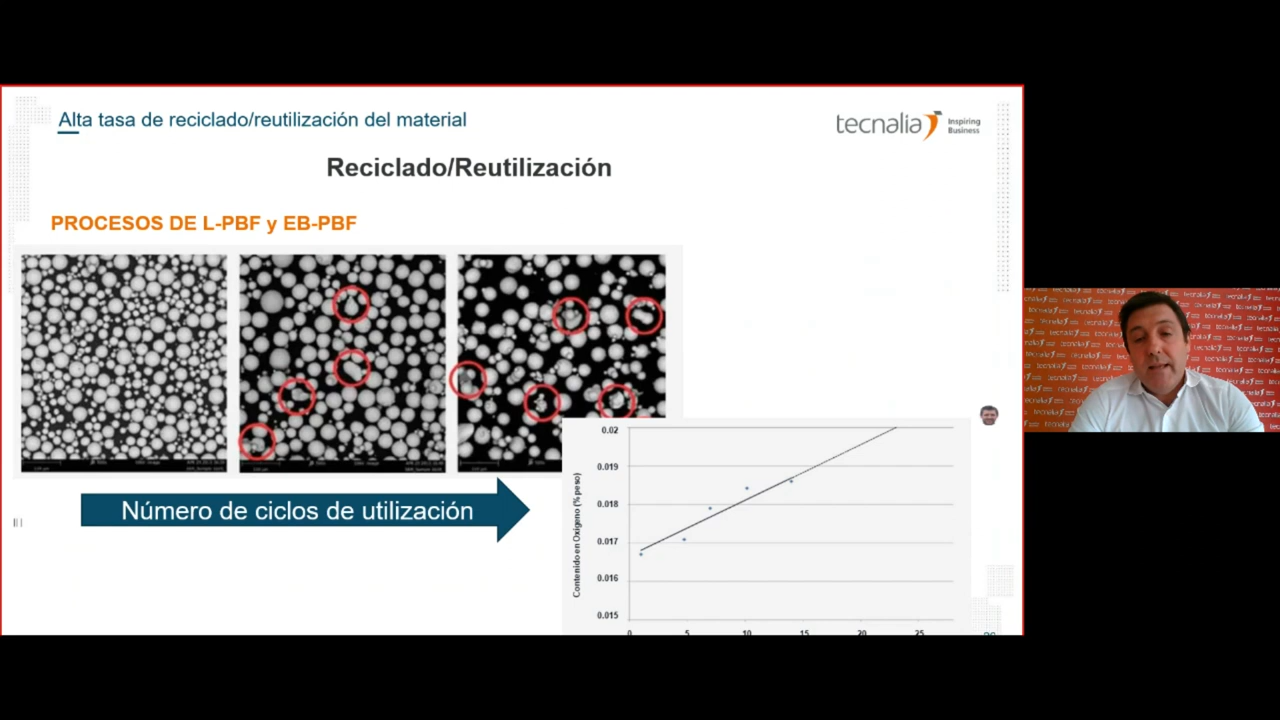 Alta tasa de reciclado/reutilización del material
tecnalia
Inspiring
Business
Reciclado/Reutilización
PROCESOS DE L-PBF y EB-PBF
Número de ciclos de utilización
Contenido en Oxígeno (% peso)
0.02
0.019
0.018
0.017
0.016
0.015
0
5
10
15
20
25
tecnalia